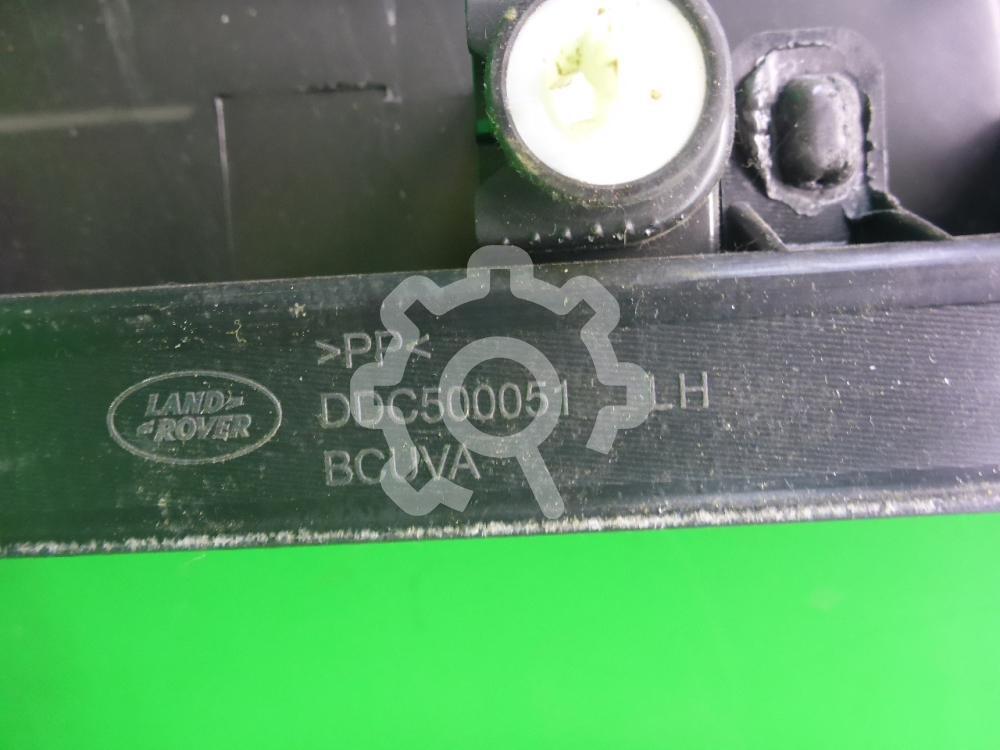 >PP<
LAND
ROVER
DDC500051 LH
BCUVA